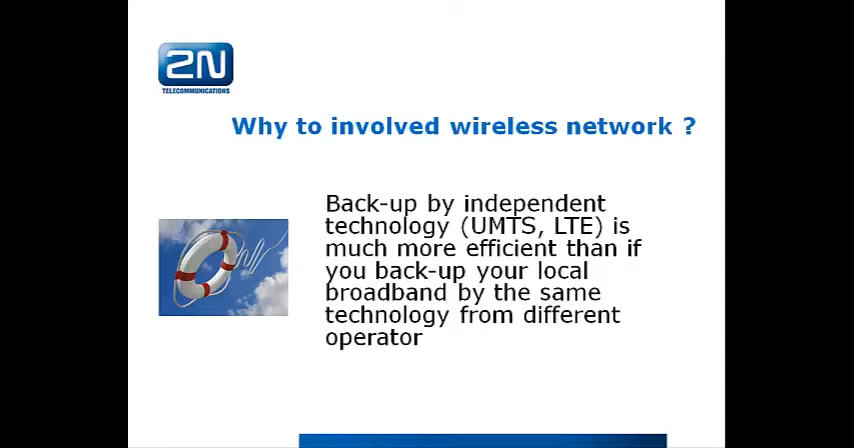 2N
TELECOMMUNICATIONS
Why to involved wireless network ?
Back-up by independent
technology (UMTS, LTE) is
much more efficient than if
you back-up your local
broadband by the same
technology from different
operator